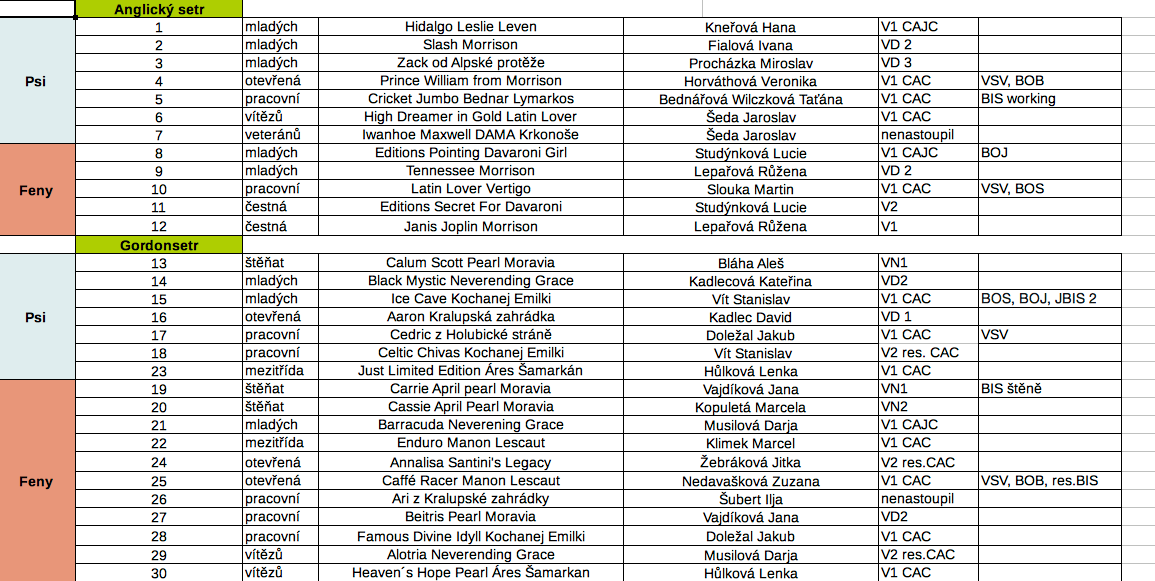 Anglický setr
1 mladých Hidalgo Leslie Leven Kneřová Hana V1 CAJC
2 mladých Slash Morrison Fialová Ivana VD 2
3 mladých Zack od Alpské protěže Procházka Miroslav VD 3
Psi 4 otevřená Prince William from Morrison Horváthová Veronika V1 CAC VSV, BOB
5 pracovní Cricket Jumbo Bednar Lymarkos Bednářová Wilczková Taťána V1 CAC BIS working
6 vítězů High Dreamer in Gold Latin Lover Šeda Jaroslav V1 CAC
7 veteránů Iwanhoe Maxwell DAMA Krkonoše Šeda Jaroslav nenastoupil
8 mladých Editions Pointing Davaroni Girl Studýnková Lucie V1 CAJC BOJ
9 mladých Tennessee Morrison Lepařová Růžena VD 2
Feny 10 pracovní Latin Lover Vertigo Slouka Martin V1 CAC VSV, BOS
11 čestná Editions Secret For Davaroni Studýnková Lucie V2
12 čestná Janis Joplin Morrison Lepařová Růžena V1
Gordonsetr
13 štěňat Calum Scott Pearl Moravia Bláha Aleš VN1
14 mladých Black Mystic Neverending Grace Kadlecová Kateřina VD2
15 mladých Ice Cave Kochanej Emilki Vít Stanislav V1 CAC BOS, BOJ, JBIS 2
Psi 16 otevřená Aaron Kralupská zahrádka Kadlec David VD 1
17 pracovní Cedric z Holubické stráně Doležal Jakub V1 CAC VSV
18 pracovní Celtic Chivas Kochanej Emilki Vít Stanislav V2 res. CAC
23 mezitřída Just Limited Edition Áres Šamarkán Hůlková Lenka V1 CAC
19 štěňat Carrie April pearl Moravia Vajdíková Jana VN1 BIS štěně
20 štěňat Cassie April Pearl Moravia Kopuletá Marcela VN2
21 mladých Barracuda Neverening Grace Musilová Darja V1 CAJC
22 mezitřída Enduro Manon Lescaut Klimek Marcel V1 CAC
24 otevřená Annalisa Santini's Legacy Žebráková Jitka V2 res.CAC
Feny 25 otevřená Caffé Racer Manon Lescaut Nedavašková Zuzana V1 CAC VSV, BOB, res.BIS
26 pracovní Ari z Kralupské zahrádky Šubert Ilja nenastoupil
27 pracovní Beitris Pearl Moravia Vajdíková Jana VD2
28 pracovní Famous Divine Idyll Kochanej Emilki Doležal Jakub V1 CAC
29 vítězů Alotria Neverending Grace Musilová Darja V2 res.CAC
30 vítězů Heaven´s Hope Pearl Áres Šamarkan Hůlková Lenka V1 CAC